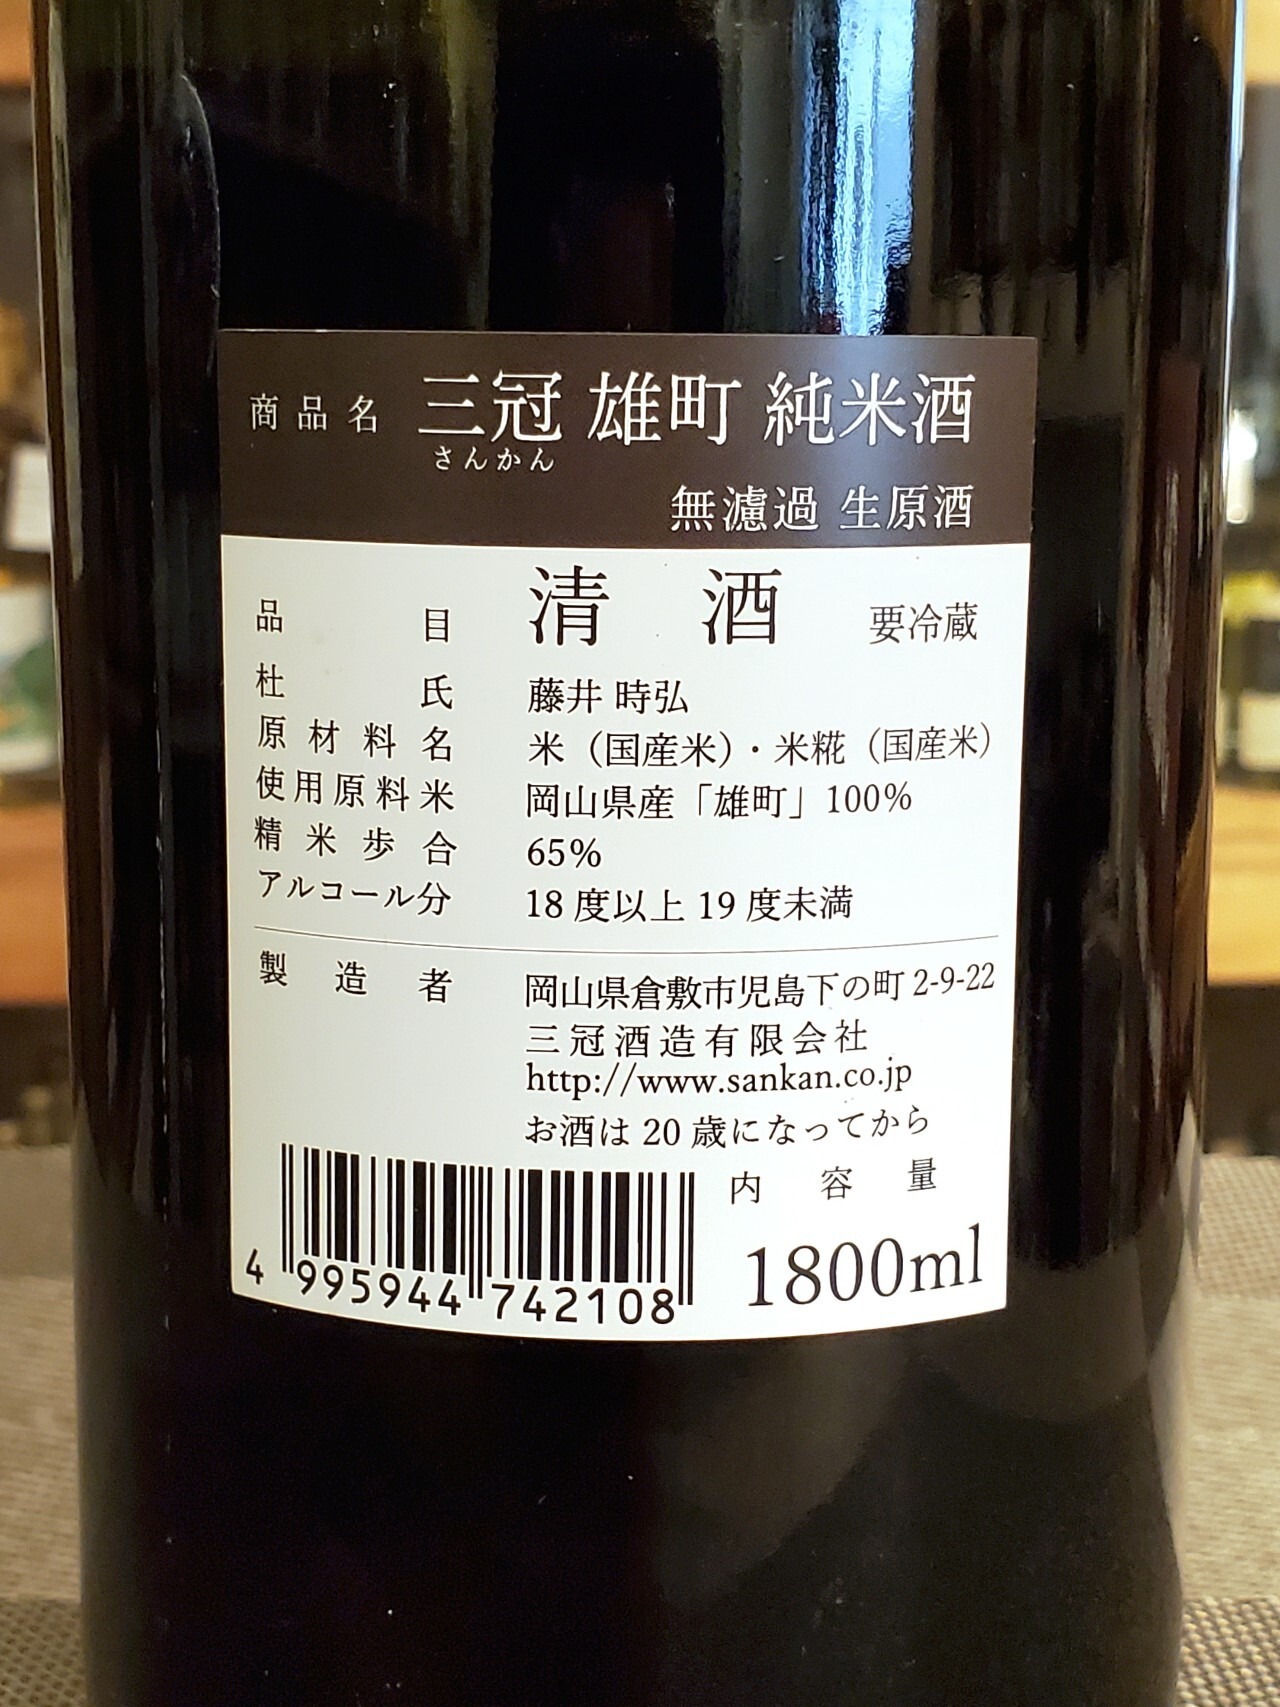 商品名 三冠 雄町 純米酒
さんかん
無濾過 生原酒
品目 清酒 要冷蔵
杜氏 藤井 時弘
原材料名 米（国産米）・米糀（国産米）
使用原料米 岡山県産「雄町」100%
精米歩合 65%
アルコール分 18度以上19度未満
製造者 岡山県倉敷市児島下の町2-9-22
三冠酒造有限会社
http://www.sankan.co.jp
お酒は20歳になってから
内容量
1800ml
4 995944 742108